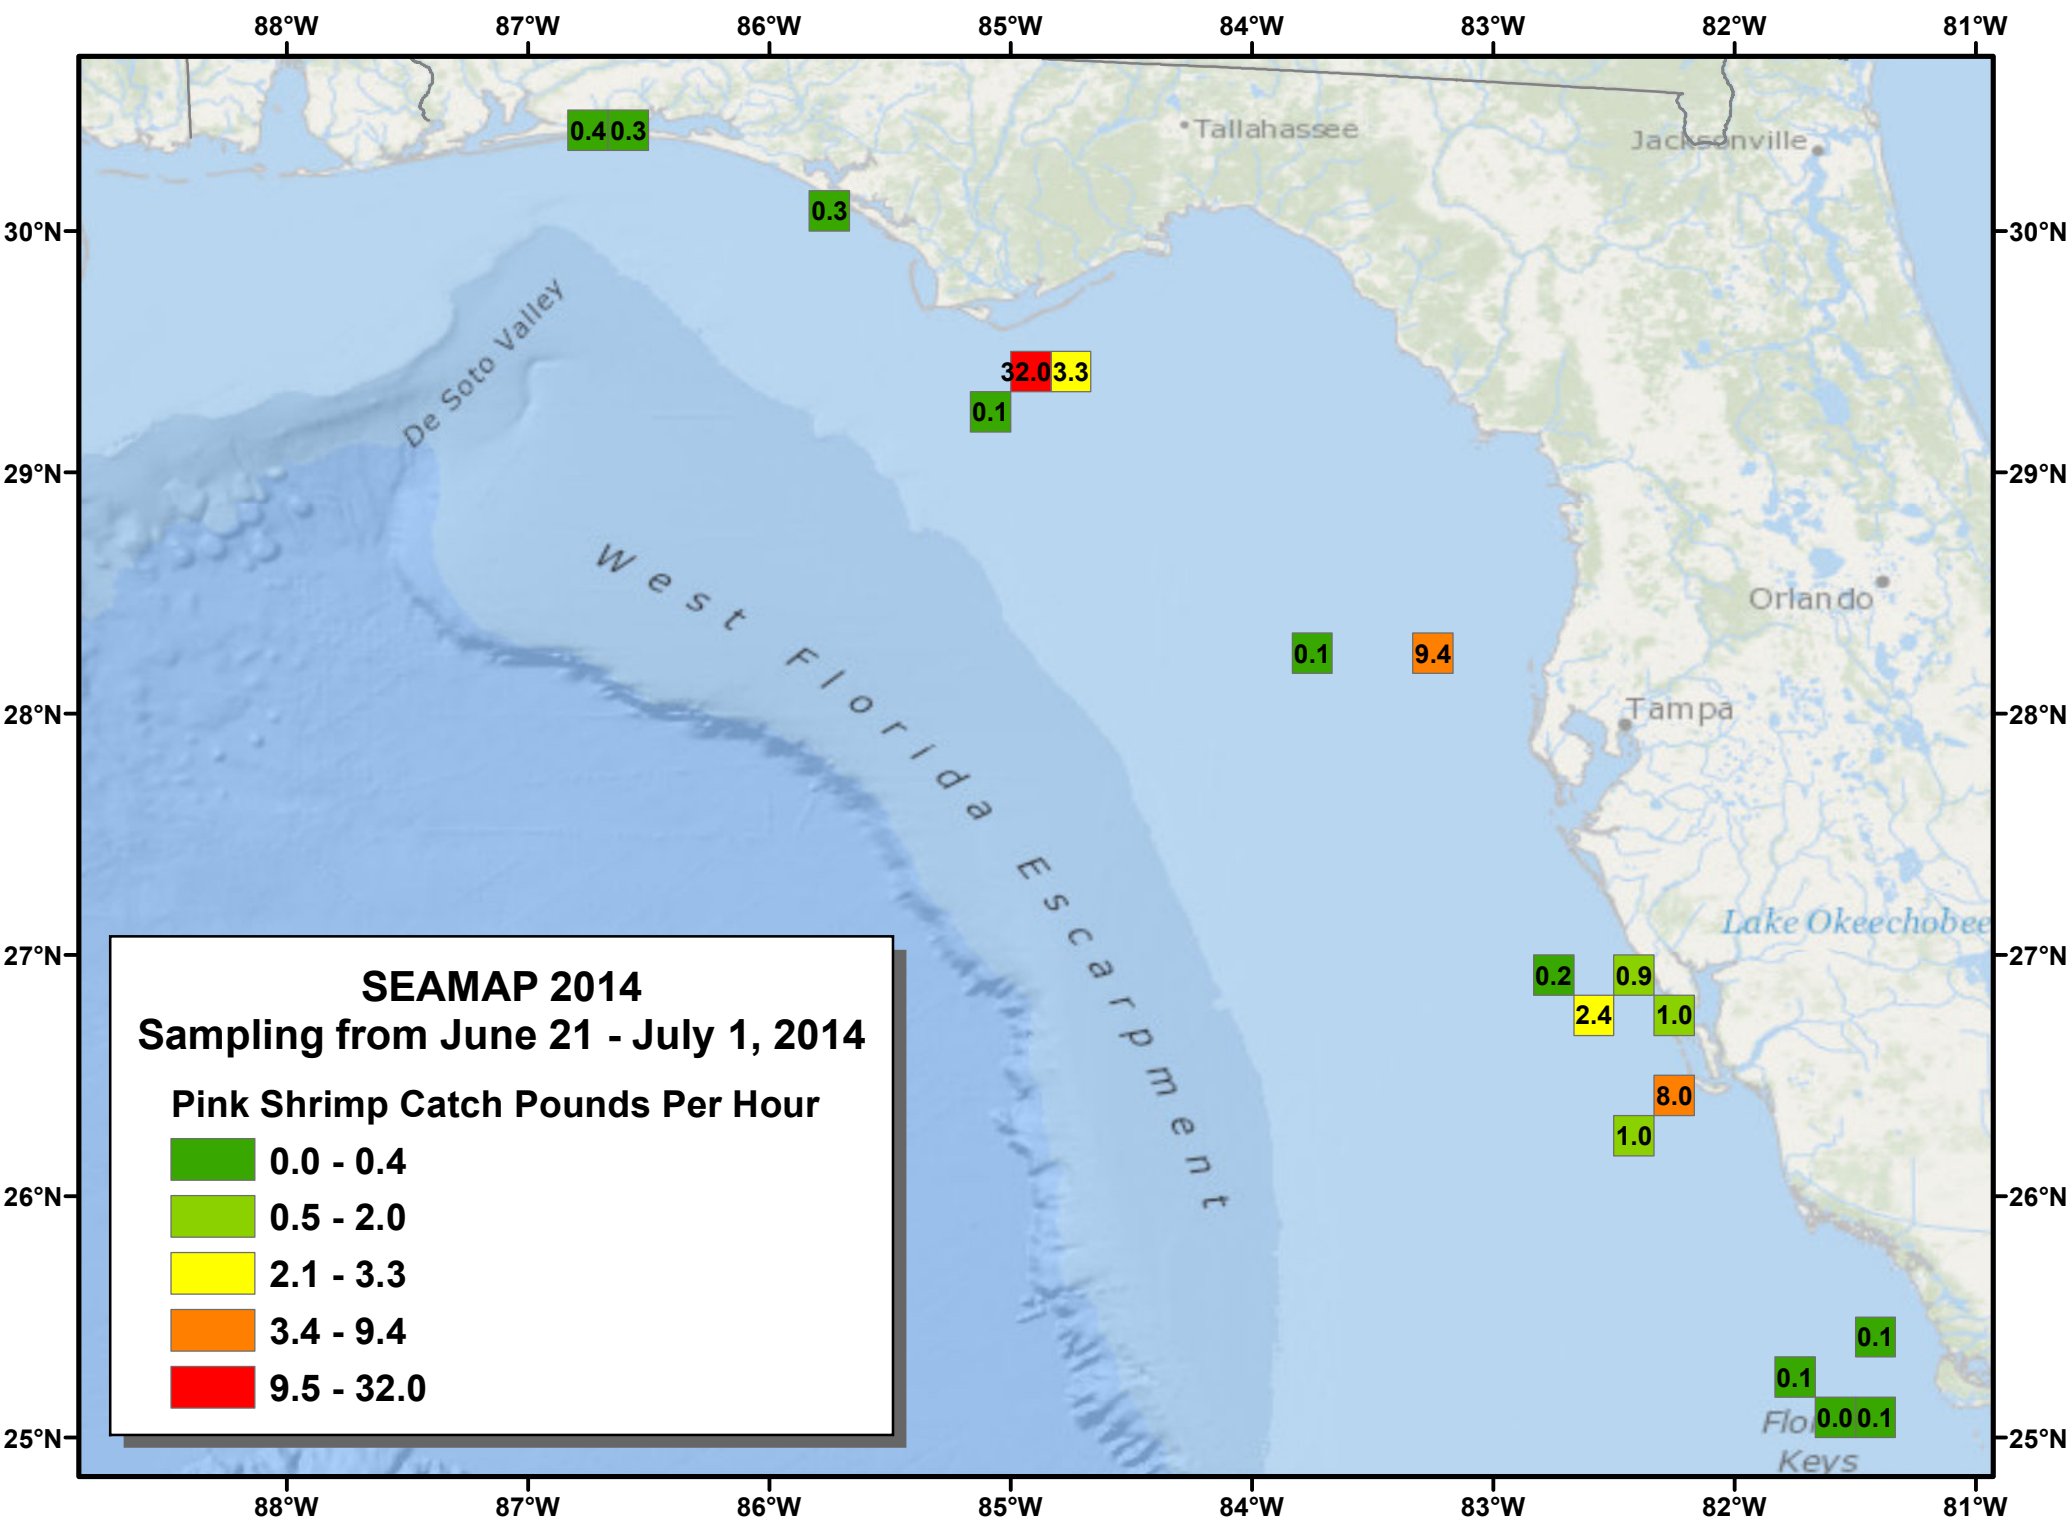 88°W 87°W 86°W 85°W 84°W 83°W 82°W 81°W
Tallahassee
Jacksonville
0.4 0.3
0.3
30°N 30°N
De Soto Valley
32.0 3.3
0.1
29°N 29°N
West Florida Escarpment
Orlando
0.1 9.4
Tampa
28°N 28°N
Lake Okeechobee
27°N 27°N
0.2 0.9
2.4 1.0
8.0
1.0
26°N 26°N
SEAMAP 2014
Sampling from June 21 - July 1, 2014
Pink Shrimp Catch Pounds Per Hour
0.0 - 0.4
0.5 - 2.0
2.1 - 3.3
3.4 - 9.4
9.5 - 32.0
0.1
0.1
Flo 0.0 0.1
Keys
25°N 25°N
88°W 87°W 86°W 85°W 84°W 83°W 82°W 81°W